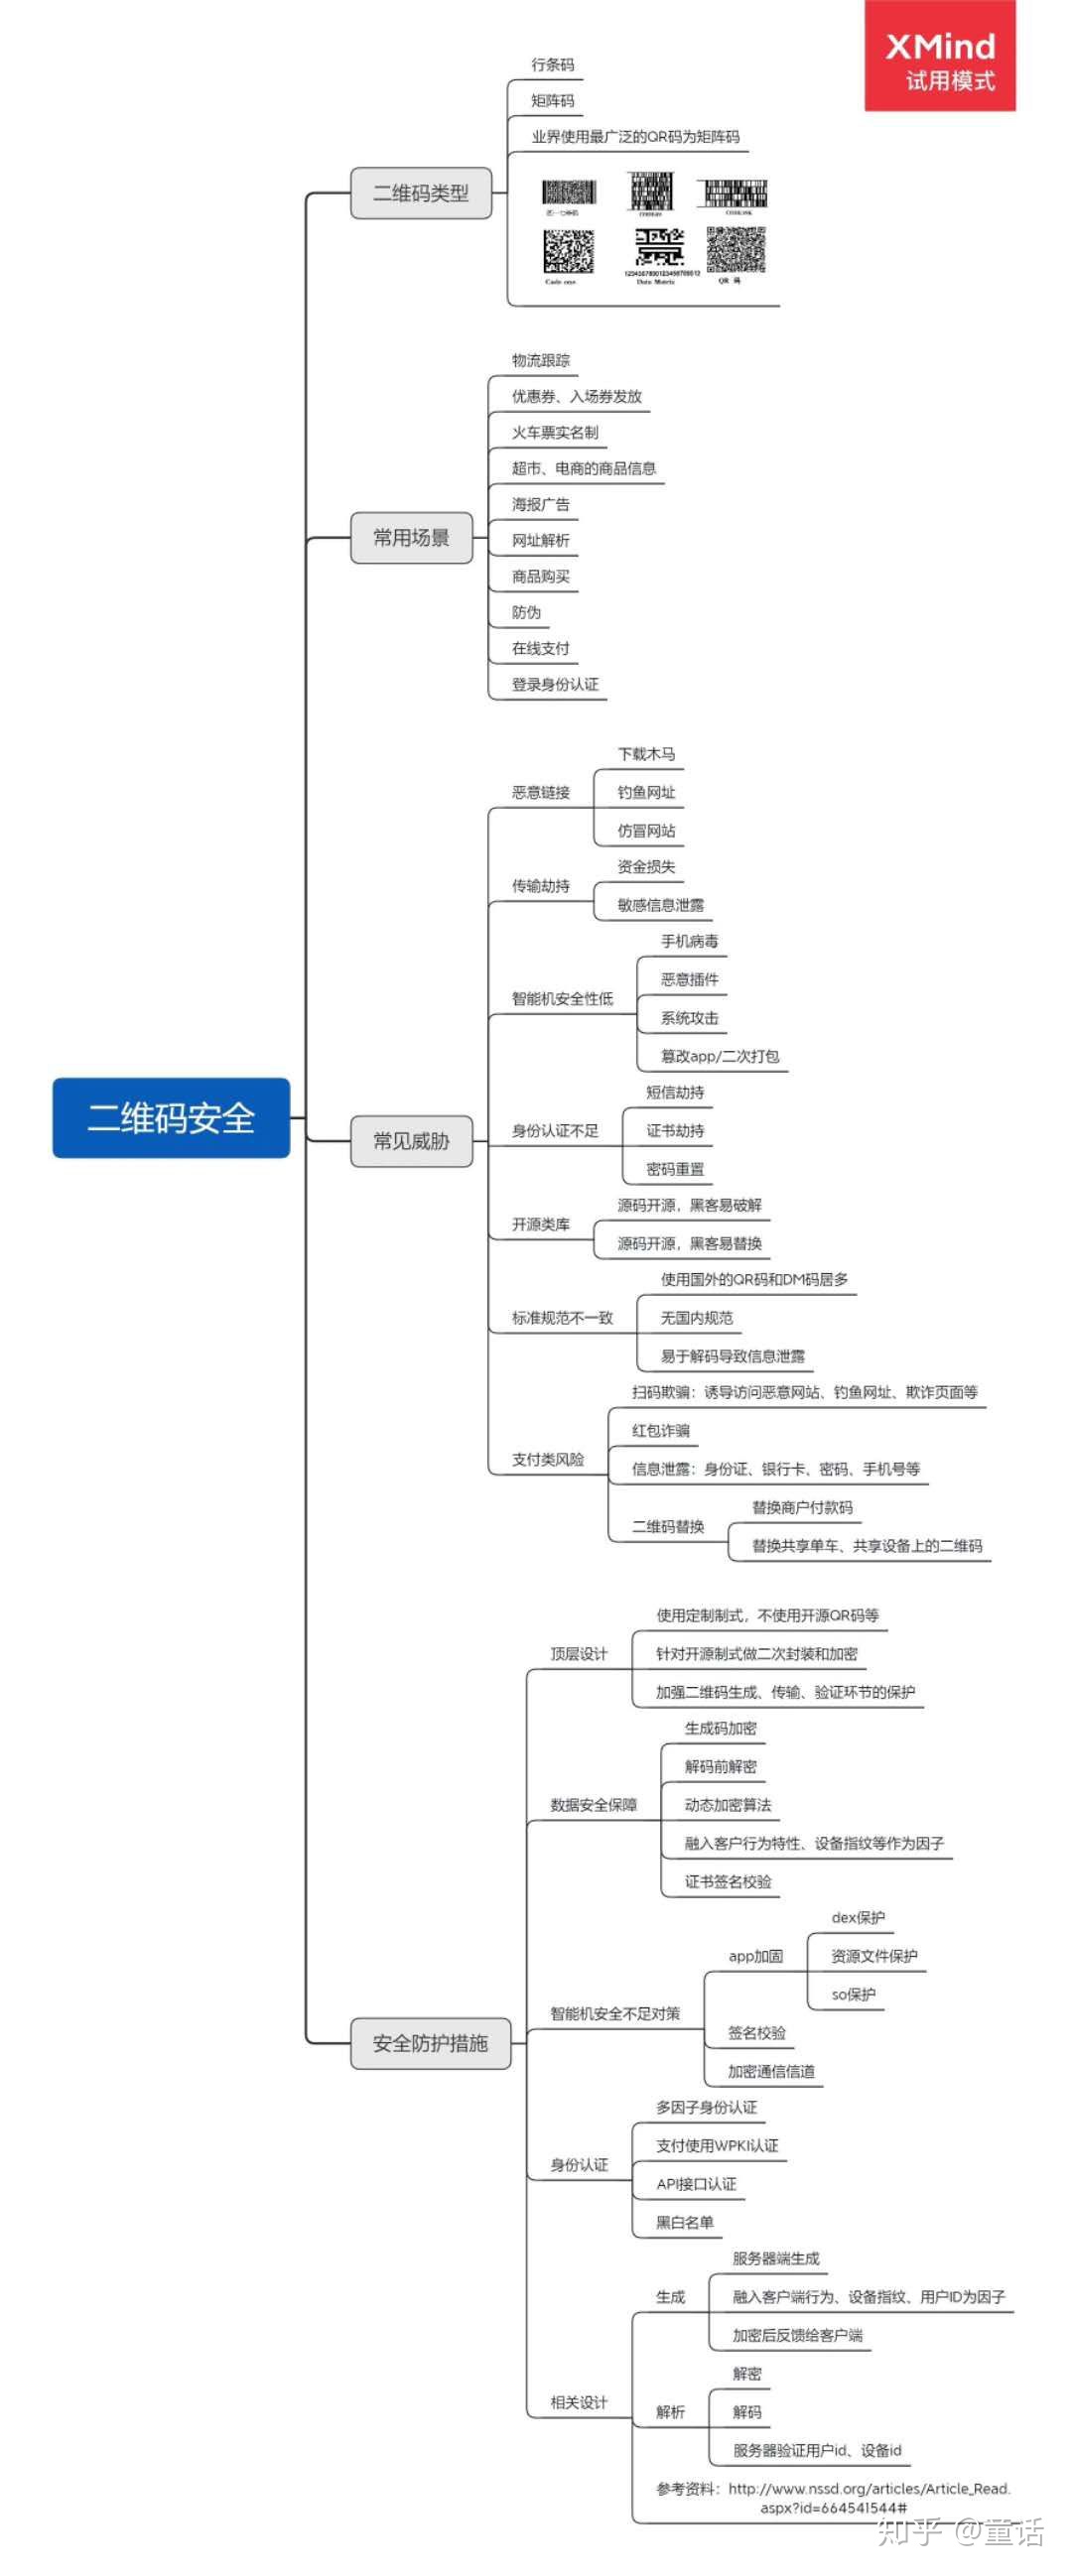 XMind
试用模式
行条码
矩阵码
业界使用最广泛的QR码为矩阵码
二维码类型
Code one
1234367890123456789012
Data Matrix
QR 码
物流跟踪
优惠券、入场券发放
火车票实名制
超市、电商的商品信息
海报广告
常用场景
网址解析
商品购买
防伪
在线支付
登录身份认证
下载木马
恶意链接
钓鱼网址
仿冒网站
资金损失
传输劫持
敏感信息泄露
手机病毒
恶意插件
智能机安全性低
系统攻击
篡改app/二次打包
短信劫持
二维码安全
身份认证不足
证书劫持
常见威胁
密码重置
源码开源，黑客易破解
开源类库
源码开源，黑客易替换
使用国外的QR码和DM码居多
标准规范不一致
无国内规范
易于解码导致信息泄露
扫码欺骗：诱导访问恶意网站、钓鱼网址、欺诈页面等
红包诈骗
支付类风险
信息泄露：身份证、银行卡、密码、手机号等
替换商户付款码
二维码替换
替换共享单车、共享设备上的二维码
使用定制制式，不使用开源QR码等
顶层设计
针对开源制式做二次封装和加密
加强二维码生成、传输、验证环节的保护
生成码加密
解码前解密
数据安全保障
动态加密算法
融入客户行为特性、设备指纹等作为因子
证书签名校验
dex保护
app加固
资源文件保护
so保护
智能机安全不足对策
签名校验
安全防护措施
加密通信信道
多因子身份认证
支付使用WPKI认证
身份认证
API接口认证
黑白名单
服务器端生成
生成
融入客户端行为、设备指纹、用户ID为因子
加密后反馈给客户端
解密
相关设计
解析
解码
服务器验证用户id、设备id
参考资料：http://www.nssd.org/articles/Article_Read.
aspx?id=664541544#
知乎 @童话